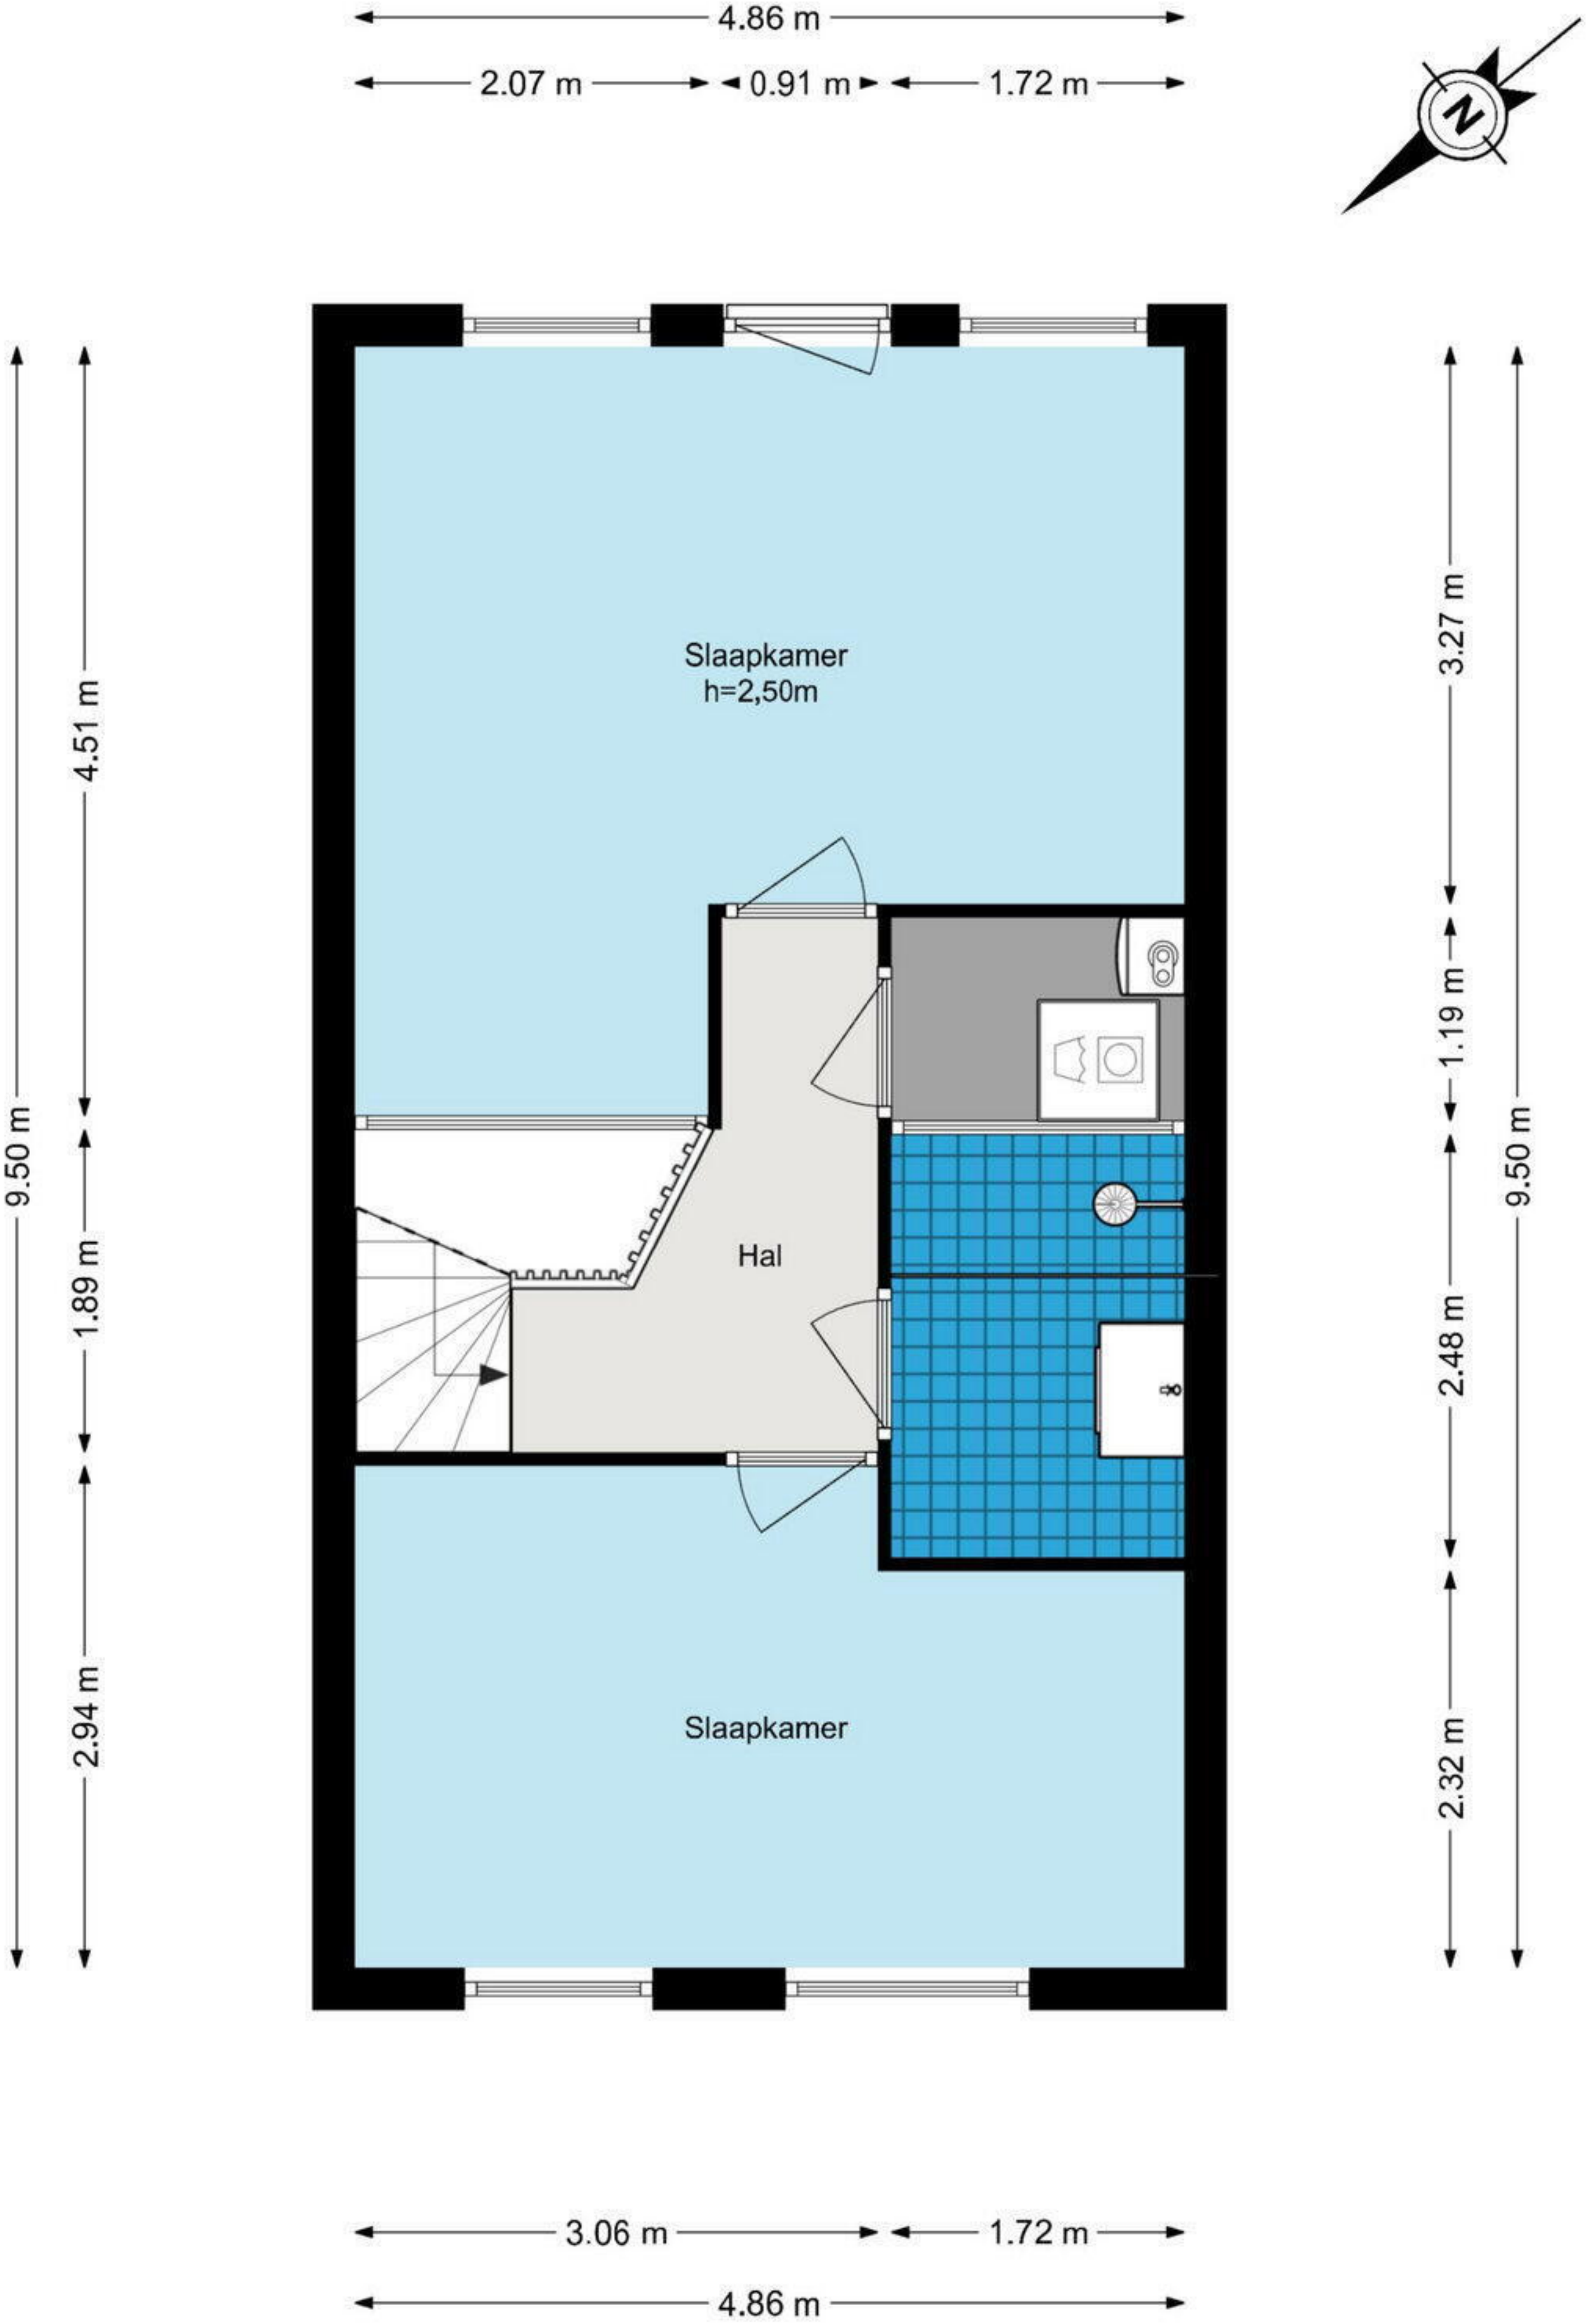 4.86 m
2.07 m
0.91 m
1.72 m
N
Slaapkamer
h=2,50m
3.27 m
4.51 m
1.19 m
9.50 m
9.50 m
Hal
1.89 m
2.48 m
2.94 m
Slaapkamer
2.32 m
3.06 m
1.72 m
4.86 m